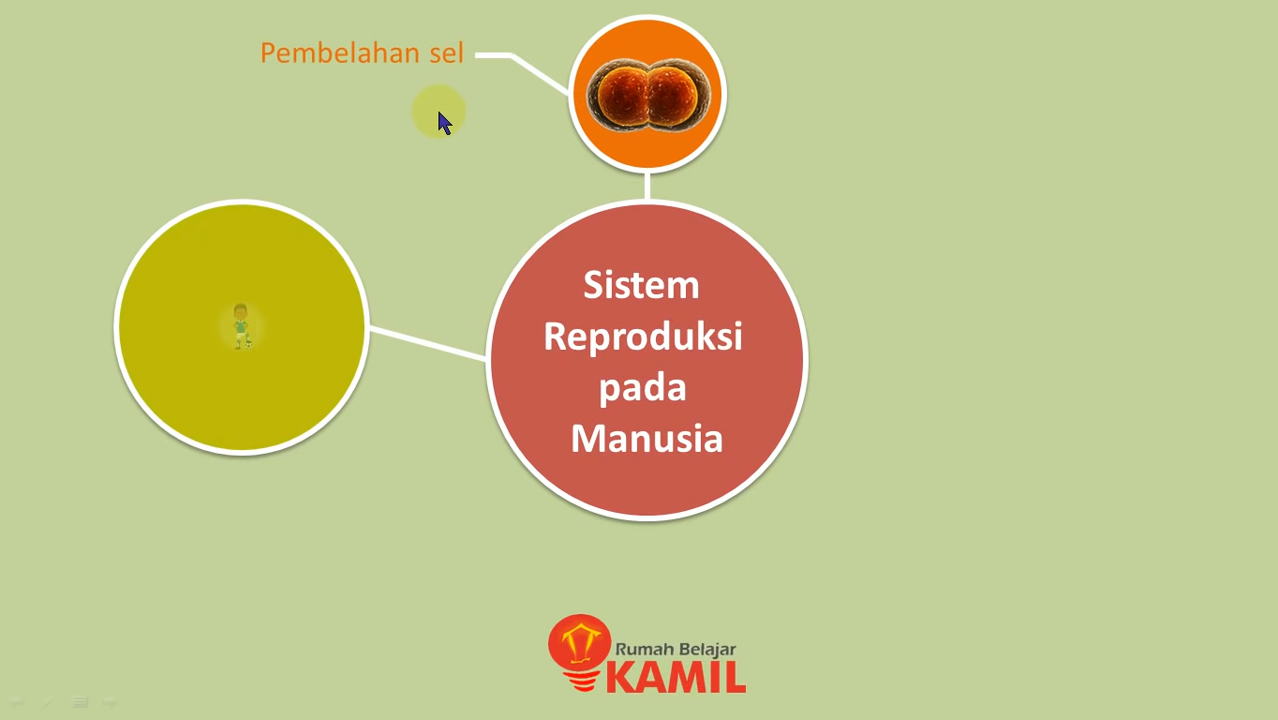 Pembelahan sel
Sistem
Reproduksi
pada
Manusia
Rumah Belajar
KAMIL